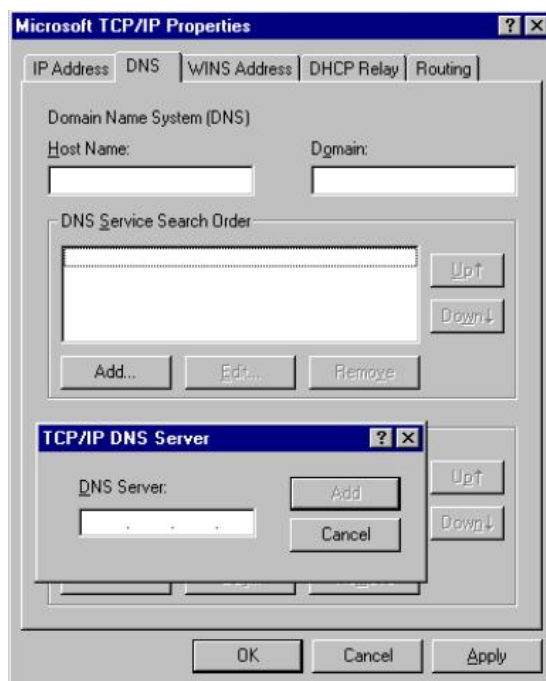 Microsoft TCP/IP Properties
IP Address DNS WINS Address DHCP Relay Routing
Domain Name System (DNS)
Host Name: Domain:
DNS Service Search Order
Up↑
Down↓
Add... Edit... Remove
TCP/IP DNS Server
DNS Server:
Add
Cancel
Up↑
Down↓
OK Cancel Apply